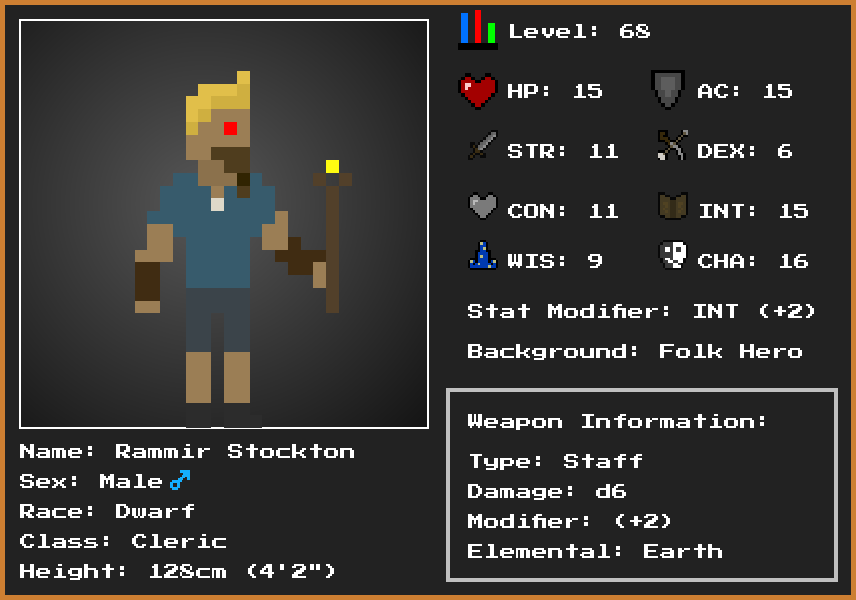 Level: 68
HP: 15
AC: 15
STR: 11
DEX: 6
CON: 11
INT: 15
WIS: 9
CHA: 16
Stat Modifier: INT (+2)
Background: Folk Hero
Weapon Information:
Type: Staff
Damage: d6
Modifier: (+2)
Elemental: Earth
Name: Rammir Stockton
Sex: Male♂
Race: Dwarf
Class: Cleric
Height: 128cm (4'2")